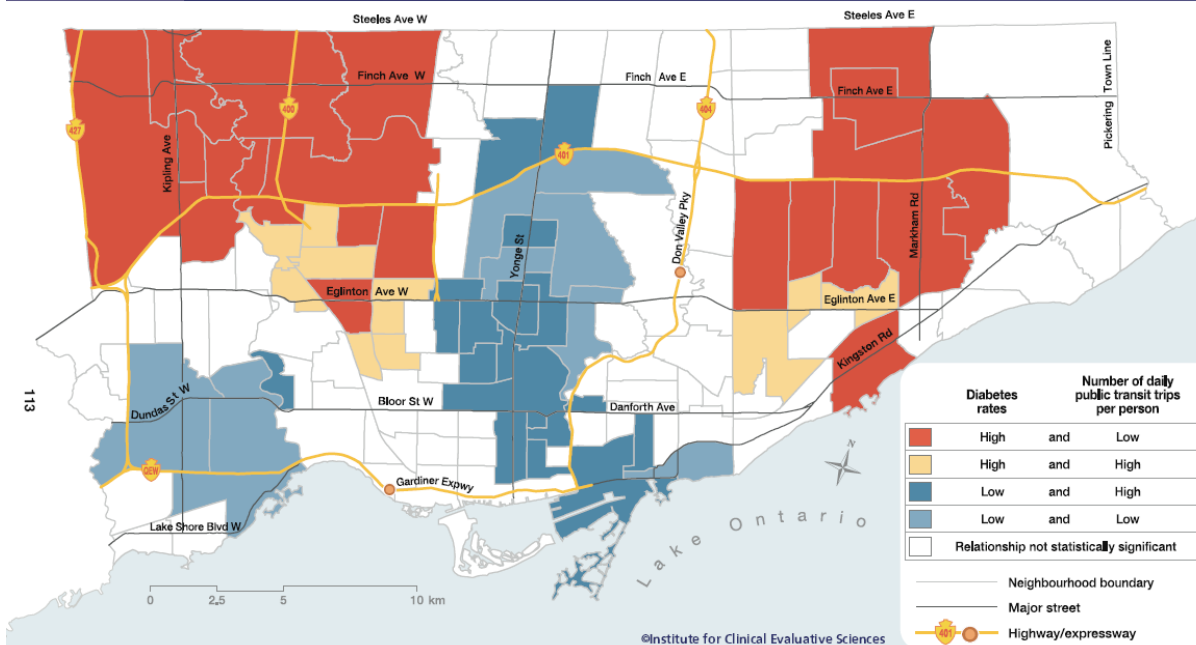 Steeles Ave W
Steeles Ave E
Finch Ave W
Finch Ave E
Finch Ave E
Pickering Town Line
427
400
404
401
Kipling Ave
Yonge St
Don Valley Pky
Markham Rd
Eglinton Ave W
Eglinton Ave E
Kingston Rd
Dundas St W
Bloor St W
Danforth Ave
QEW
Gardiner Expwy
Lake Shore Blvd W
Lake Ontario
N
113
0 2.5 5 10 km
Diabetes rates
Number of daily public transit trips per person
High and Low
High and High
Low and High
Low and Low
Relationship not statistically significant
Neighbourhood boundary
Major street
401 Highway/expressway
©Institute for Clinical Evaluative Sciences